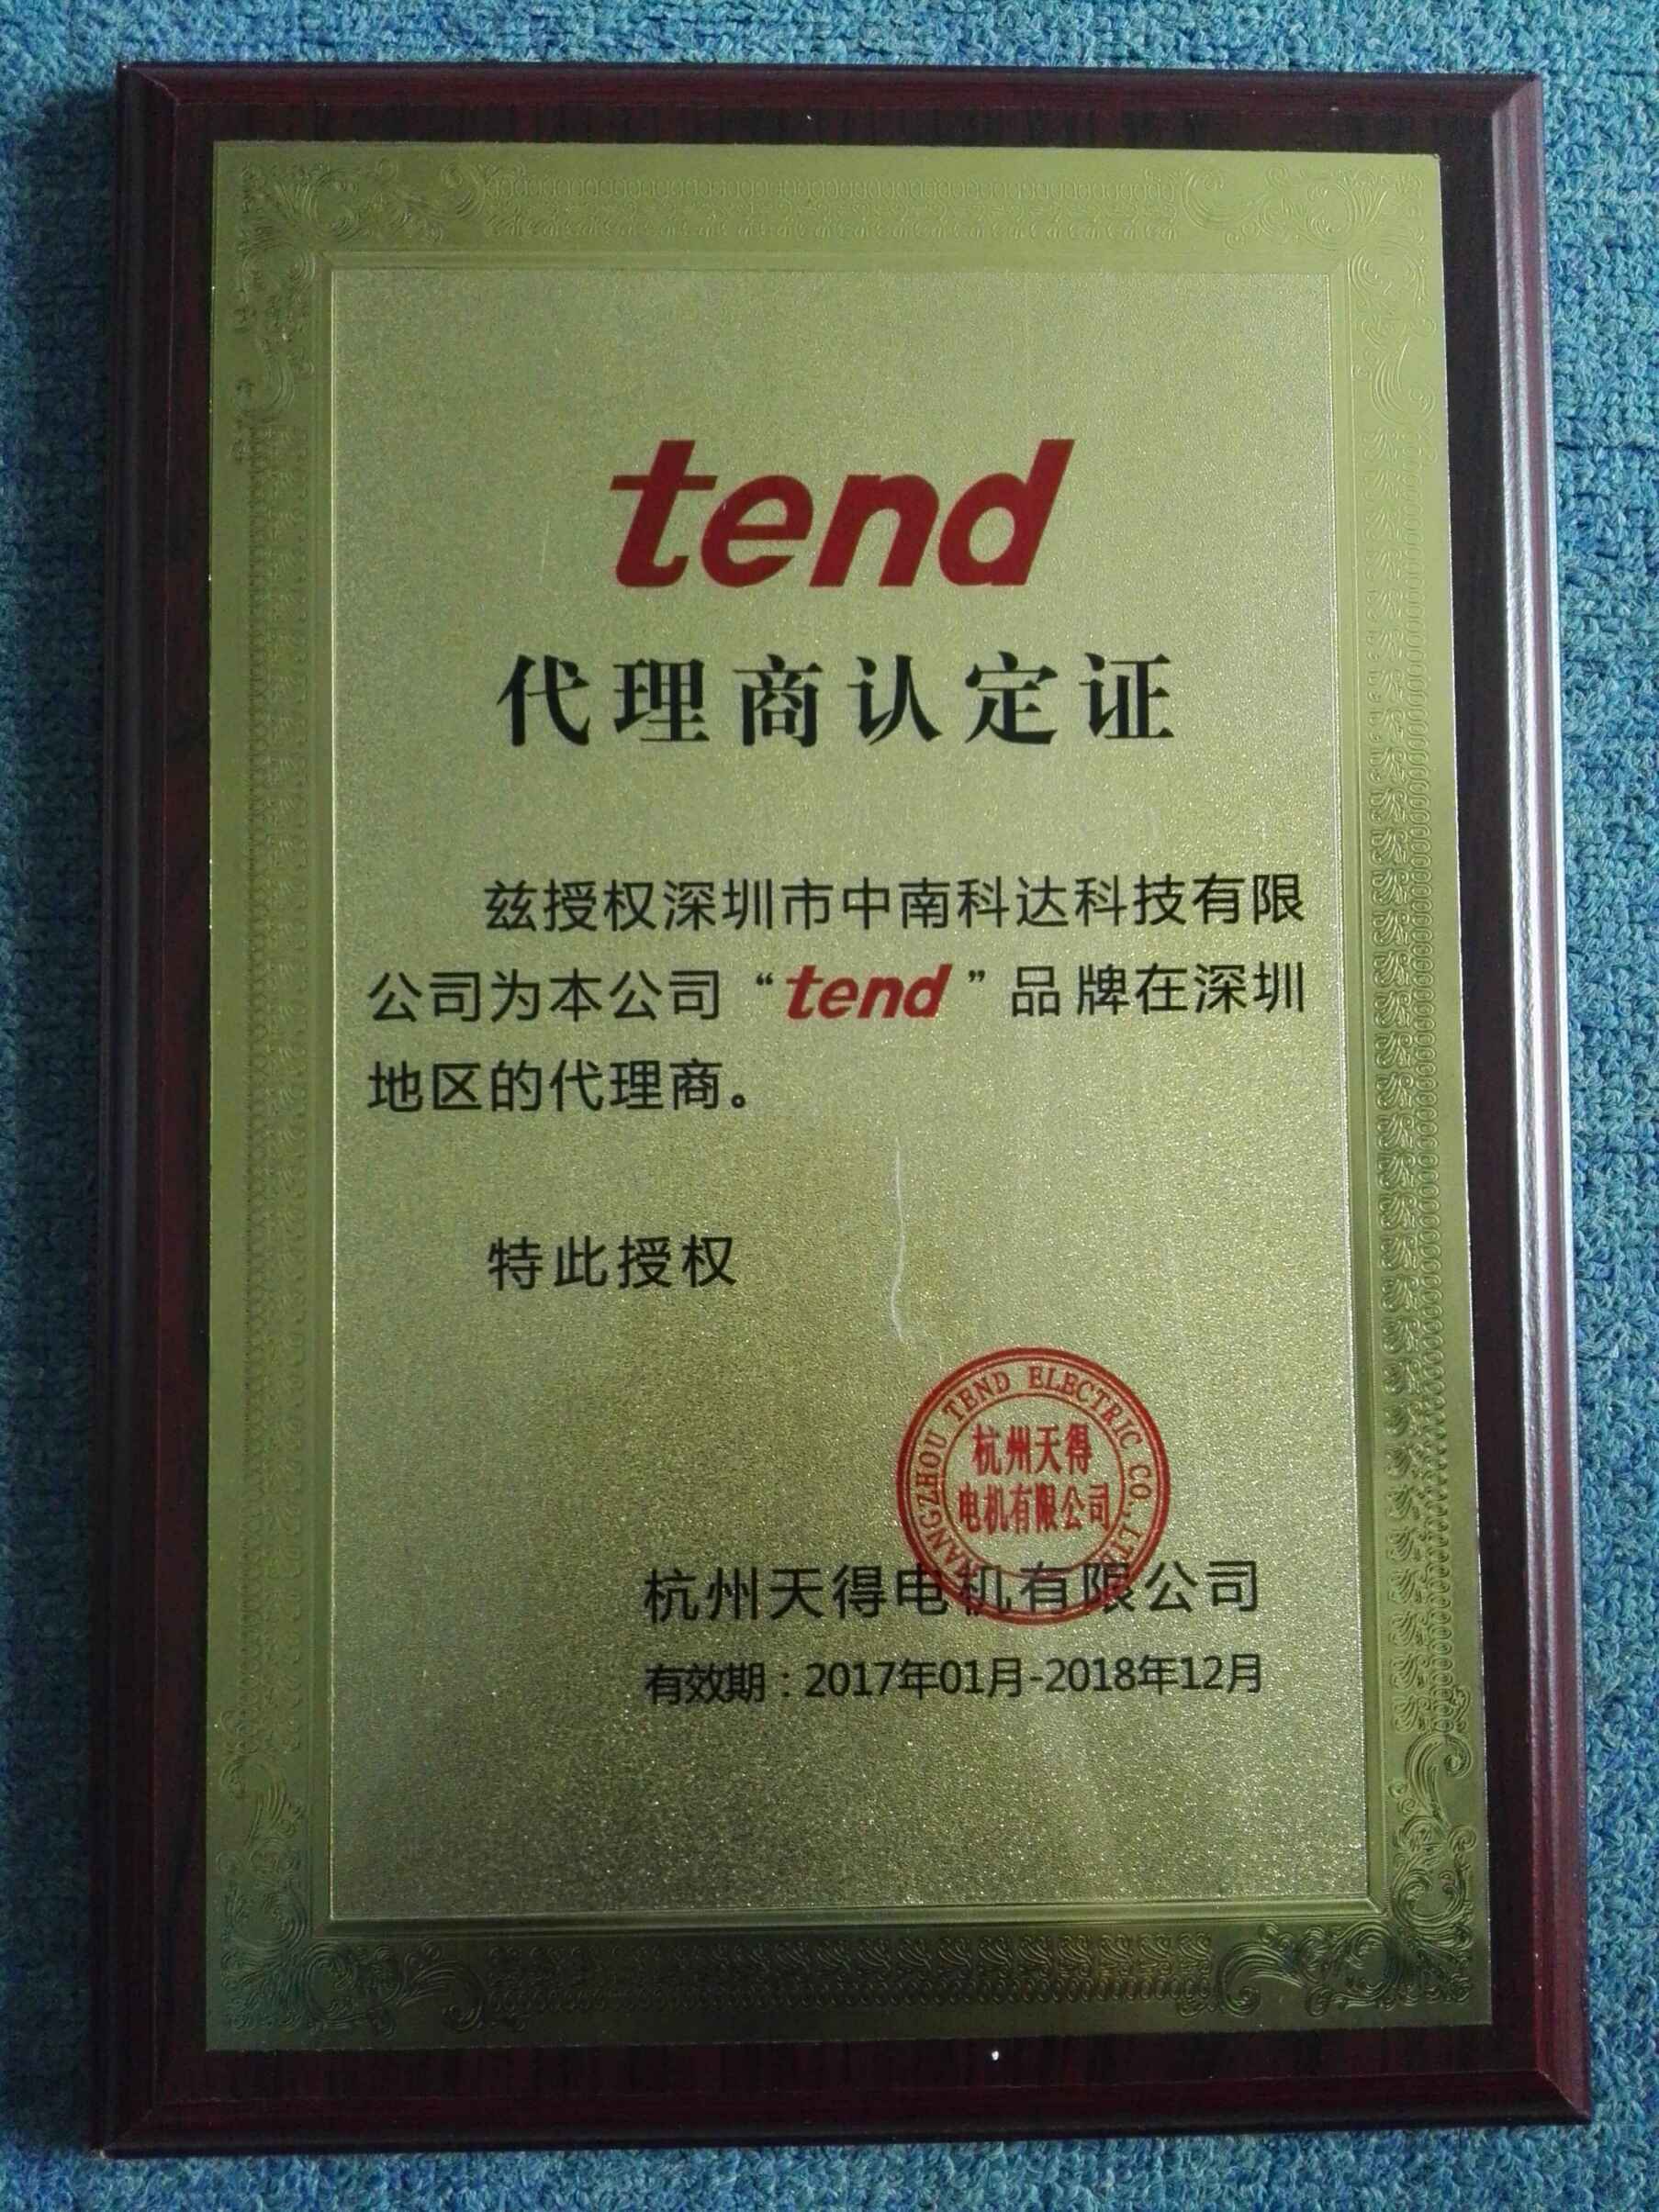 tend
代理商认定证
兹授权深圳市中南科达科技有限
公司为本公司“tend”品牌在深圳
地区的代理商。
特此授权
HANGZHOU TEND ELECTRIC CO.,LTD
杭州天得
电机有限公司
杭州天得电机有限公司
有效期：2017年01月-2018年12月